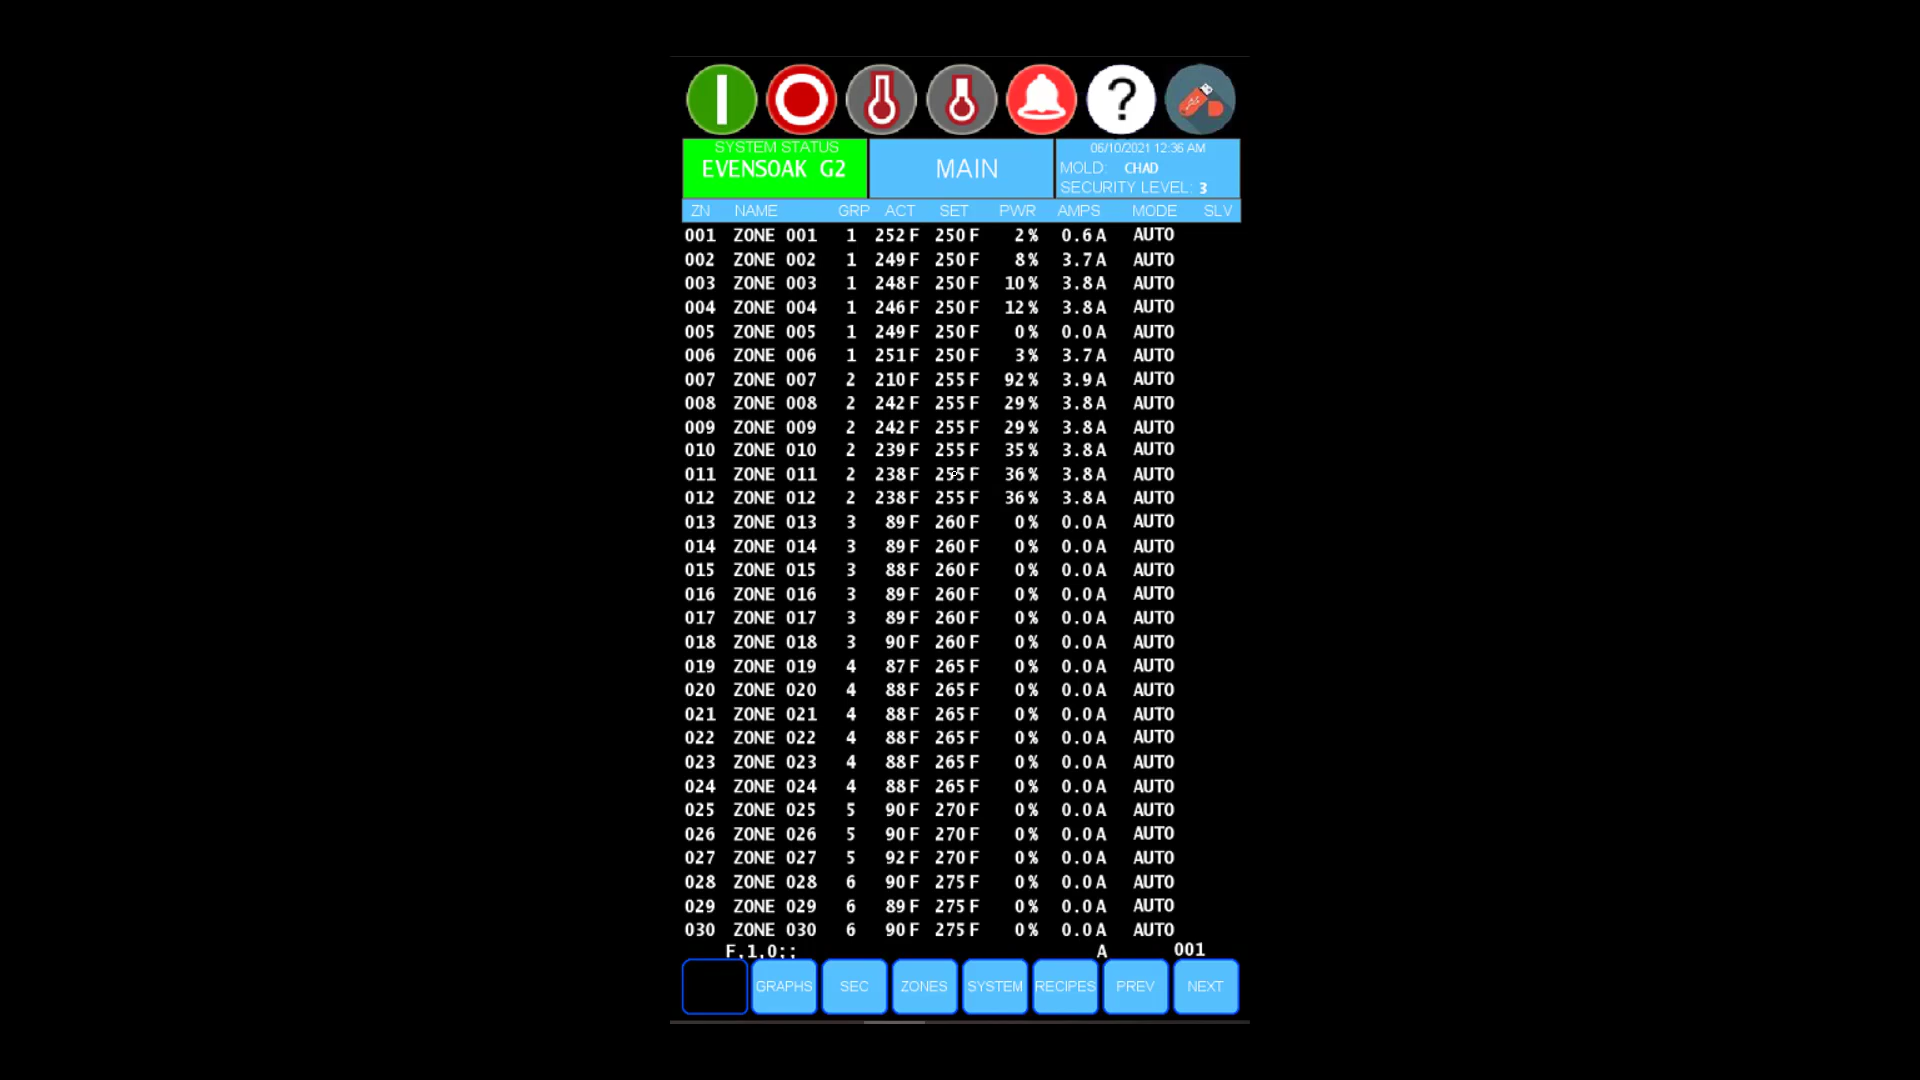 ?
SYSTEM STATUS
EVENSOAK G2
MAIN
06/10/2021 12:36 AM
MOLD: CHAD
SECURITY LEVEL: 3
ZN NAME GRP ACT SET PWR AMPS MODE SLV
001 ZONE 001 1 252 F 250 F 2 % 0.6 A AUTO
002 ZONE 002 1 249 F 250 F 8 % 3.7 A AUTO
003 ZONE 003 1 248 F 250 F 10 % 3.8 A AUTO
004 ZONE 004 1 246 F 250 F 12 % 3.8 A AUTO
005 ZONE 005 1 249 F 250 F 0 % 0.0 A AUTO
006 ZONE 006 1 251 F 250 F 3 % 3.7 A AUTO
007 ZONE 007 2 210 F 255 F 92 % 3.9 A AUTO
008 ZONE 008 2 242 F 255 F 29 % 3.8 A AUTO
009 ZONE 009 2 242 F 255 F 29 % 3.8 A AUTO
010 ZONE 010 2 239 F 255 F 35 % 3.8 A AUTO
011 ZONE 011 2 238 F 255 F 36 % 3.8 A AUTO
012 ZONE 012 2 238 F 255 F 36 % 3.8 A AUTO
013 ZONE 013 3 89 F 260 F 0 % 0.0 A AUTO
014 ZONE 014 3 89 F 260 F 0 % 0.0 A AUTO
015 ZONE 015 3 88 F 260 F 0 % 0.0 A AUTO
016 ZONE 016 3 89 F 260 F 0 % 0.0 A AUTO
017 ZONE 017 3 89 F 260 F 0 % 0.0 A AUTO
018 ZONE 018 3 90 F 260 F 0 % 0.0 A AUTO
019 ZONE 019 4 87 F 265 F 0 % 0.0 A AUTO
020 ZONE 020 4 88 F 265 F 0 % 0.0 A AUTO
021 ZONE 021 4 88 F 265 F 0 % 0.0 A AUTO
022 ZONE 022 4 88 F 265 F 0 % 0.0 A AUTO
023 ZONE 023 4 88 F 265 F 0 % 0.0 A AUTO
024 ZONE 024 4 88 F 265 F 0 % 0.0 A AUTO
025 ZONE 025 5 90 F 270 F 0 % 0.0 A AUTO
026 ZONE 026 5 90 F 270 F 0 % 0.0 A AUTO
027 ZONE 027 5 92 F 270 F 0 % 0.0 A AUTO
028 ZONE 028 6 90 F 275 F 0 % 0.0 A AUTO
029 ZONE 029 6 89 F 275 F 0 % 0.0 A AUTO
030 ZONE 030 6 90 F 275 F 0 % 0.0 A AUTO
F,1,0;; A 001
GRAPHS SEC ZONES SYSTEM RECIPES PREV NEXT